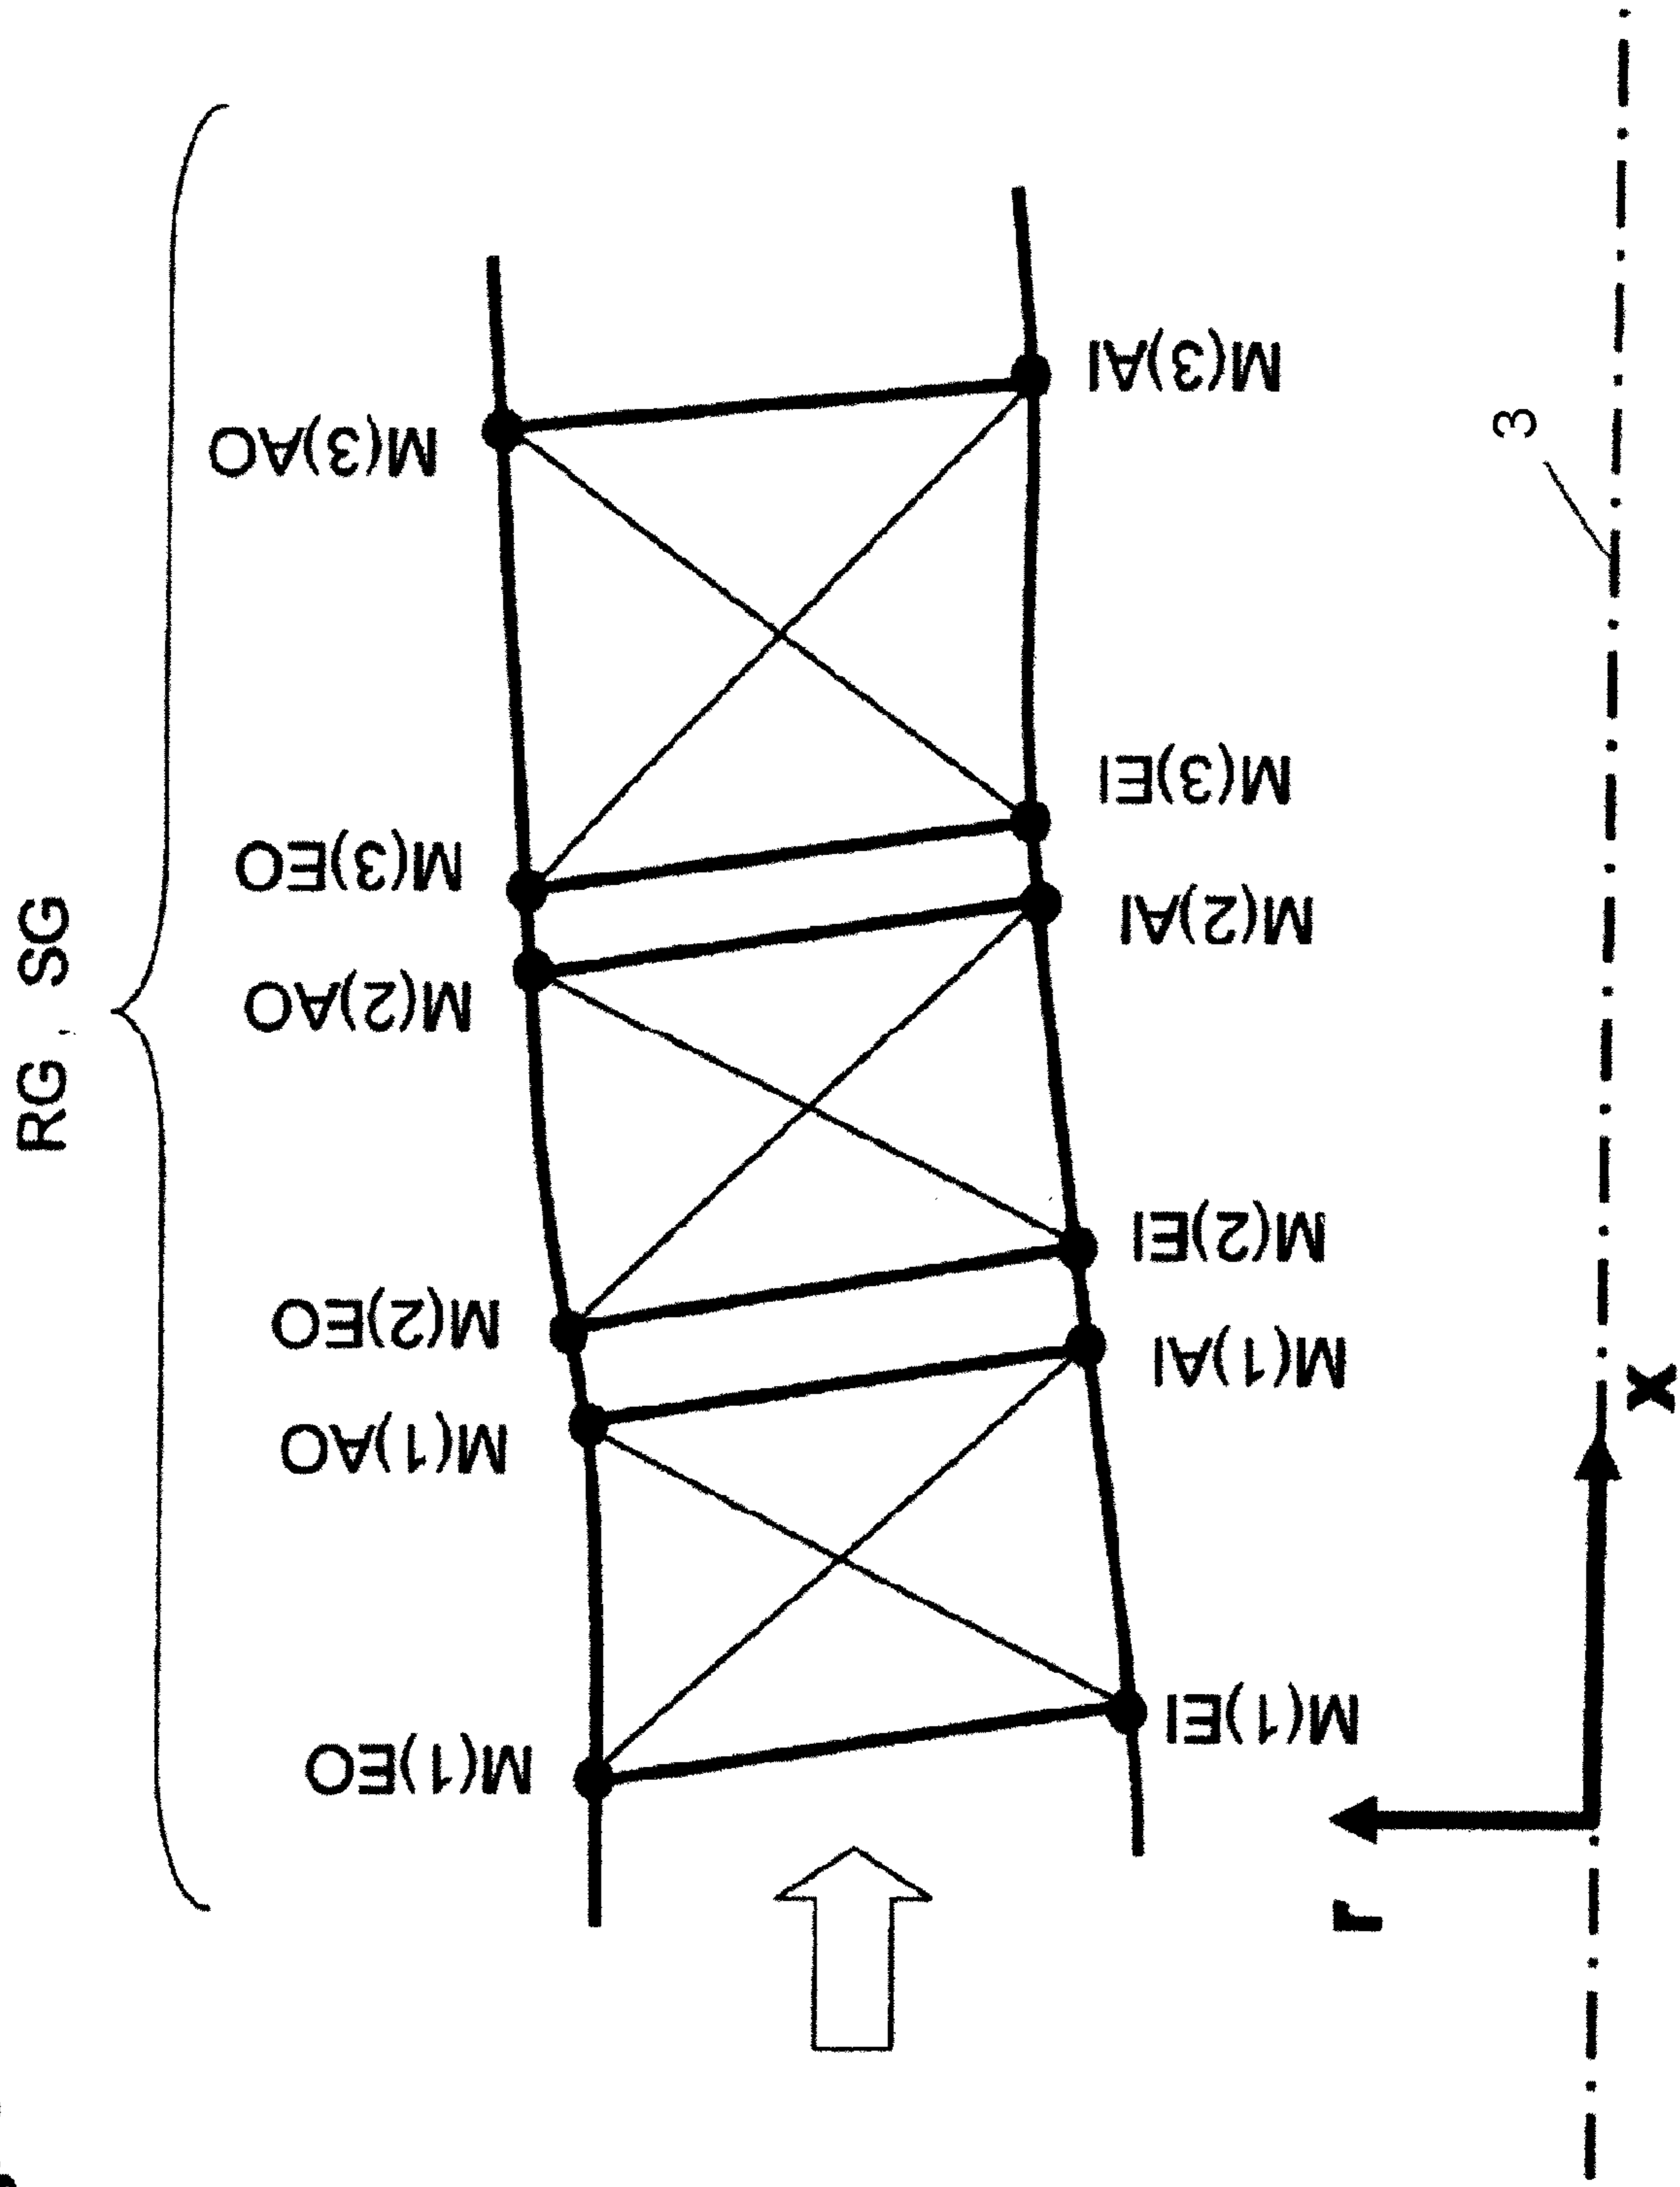 RG, SG
M(1)EO
M(1)AO
M(2)EO
M(2)AO
M(3)EO
M(3)AO
M(1)EI
M(1)AI
M(2)EI
M(2)AI
M(3)EI
M(3)AI
3
r
x